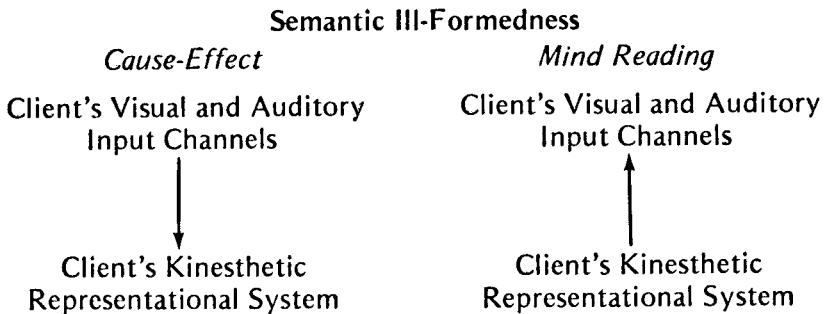 Semantic Ill-Formedness
Cause-Effect
Mind Reading
Client's Visual and Auditory
Input Channels
Client's Visual and Auditory
Input Channels
Client's Kinesthetic
Representational System
Client's Kinesthetic
Representational System